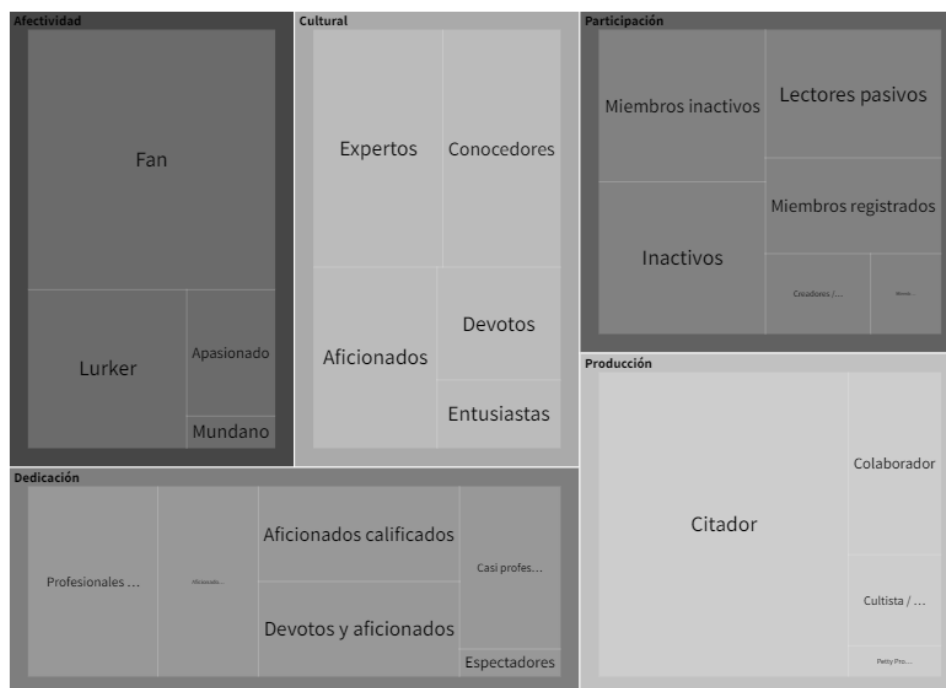 Afectividad
Fan
Lurker
Apasionado
Mundano
Cultural
Expertos
Conocedores
Aficionados
Devotos
Entusiastas
Participación
Miembros inactivos
Lectores pasivos
Inactivos
Miembros registrados
Creadores /…
Dedicación
Profesionales …
Aficionado…
Aficionados calificados
Devotos y aficionados
Casi profes…
Espectadores
Producción
Citador
Colaborador
Cultista / …
Petty Pro…